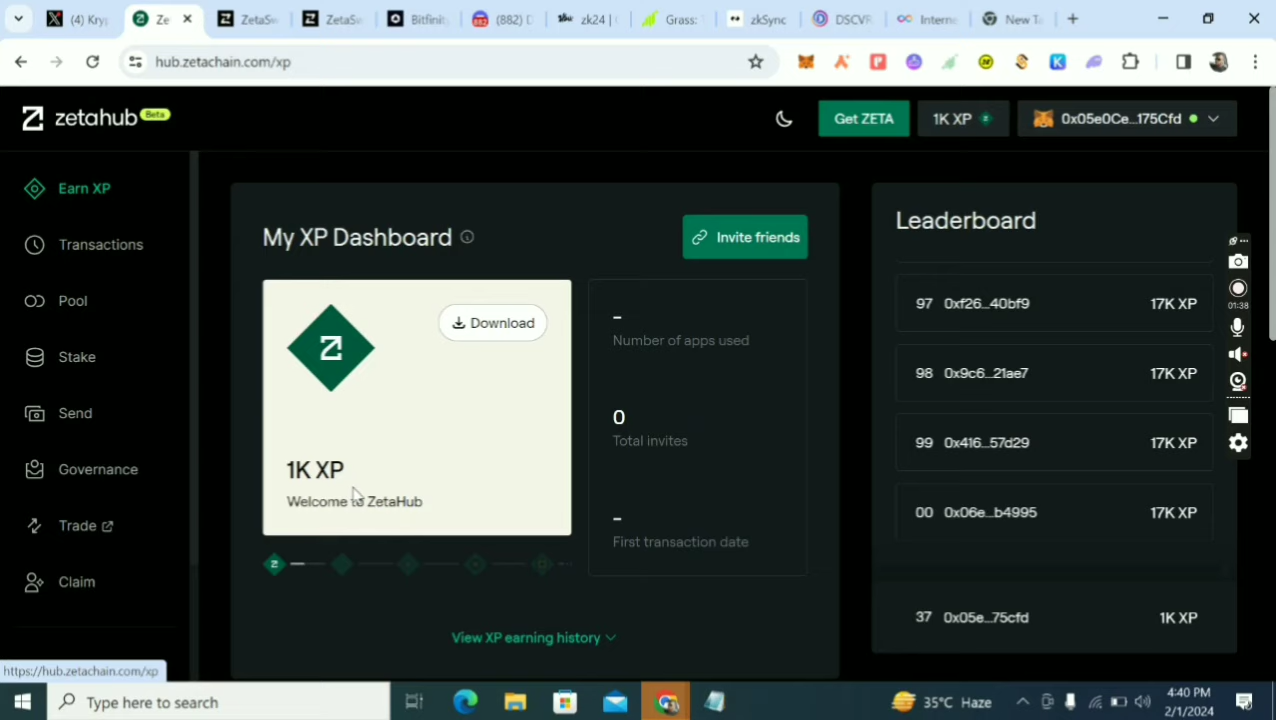 (4) Kryp
Ze
ZetaSw
ZetaSw
Bitfinity
(882) D
zk24 | (
Grass:
zkSync
DSCVR
Interne
New Ta
hub.zetachain.com/xp
zetahub Beta
Get ZETA
1K XP
0x05e0Ce...175Cfd
Earn XP
Transactions
Pool
Stake
Send
Governance
Trade
Claim
My XP Dashboard
Invite friends
Download
1K XP
Welcome to ZetaHub
-
Number of apps used
0
Total invites
-
First transaction date
View XP earning history
Leaderboard
97 0xf26...40bf9 17K XP
98 0x9c6...21ae7 17K XP
99 0x416...57d29 17K XP
00 0x06e...b4995 17K XP
37 0x05e...75cfd 1K XP
01:38
https://hub.zetachain.com/xp
Type here to search
35°C Haze
4:40 PM
2/1/2024